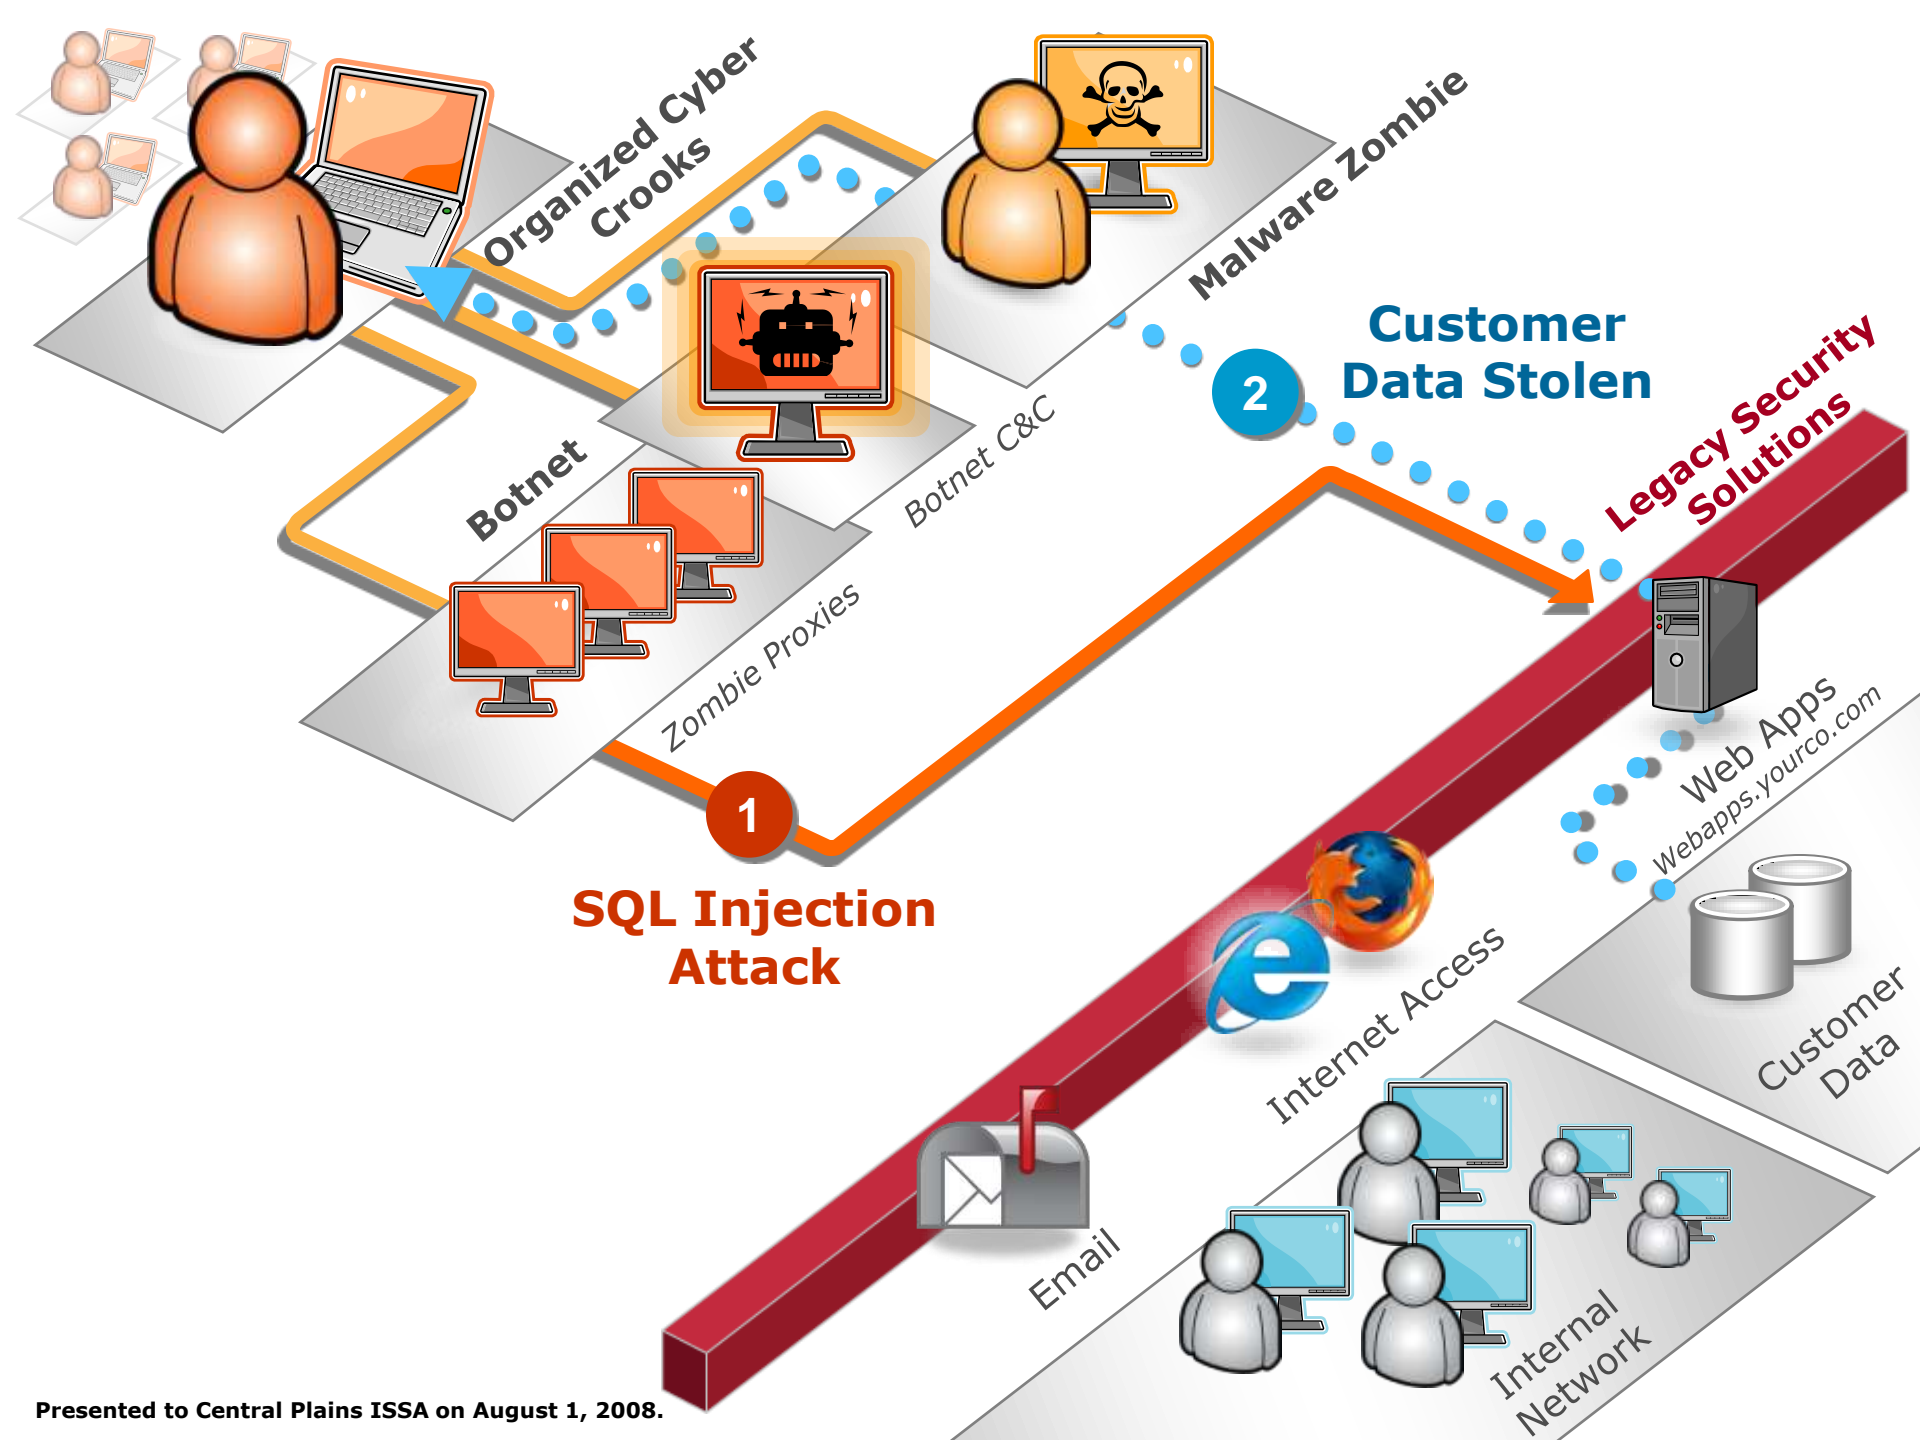 Organized Cyber
Crooks
Malware Zombie
Customer
Data Stolen
2
Legacy Security
Solutions
Botnet
Botnet C&C
Zombie Proxies
1
SQL Injection
Attack
Web Apps
Webapps.yourco.com
Internet Access
Customer
Data
Email
Internal
Network
Presented to Central Plains ISSA on August 1, 2008.